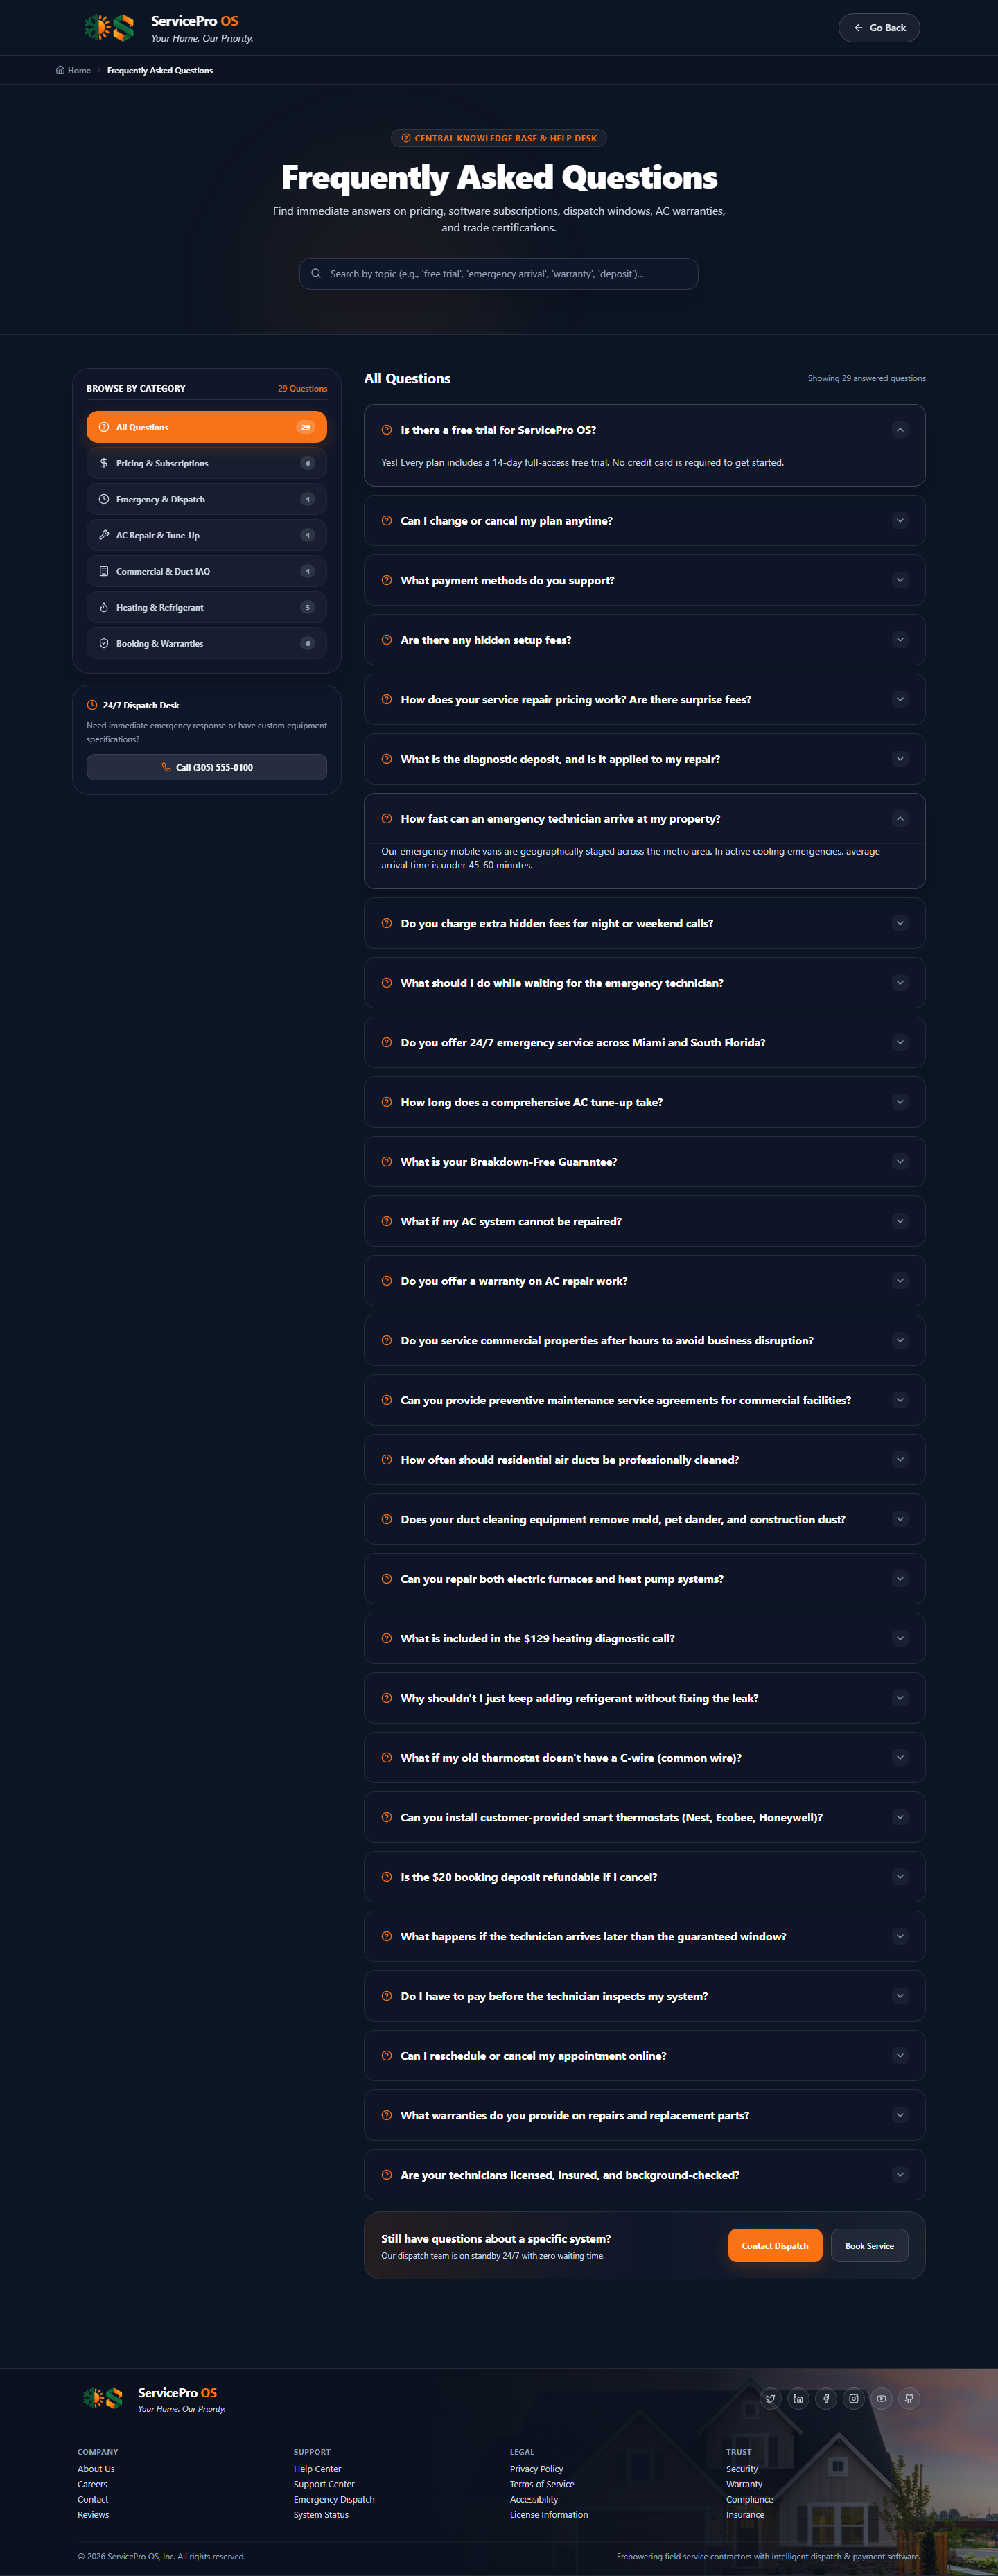 ServicePro OS
Your Home. Our Priority.
Go Back
Home
Frequently Asked Questions
CENTRAL KNOWLEDGE BASE & HELP DESK
Frequently Asked Questions
Find immediate answers on pricing, software subscriptions, dispatch windows, AC warranties,
and trade certifications.
Search by topic (e.g., 'free trial', 'emergency arrival', 'warranty', 'deposit')...
BROWSE BY CATEGORY
29 Questions
All Questions
29
Pricing & Subscriptions
6
Emergency & Dispatch
4
AC Repair & Tune-Up
4
Commercial & Duct IAQ
4
Heating & Refrigerant
5
Booking & Warranties
6
24/7 Dispatch Desk
Need immediate emergency response or have custom equipment
specifications?
Call (305) 555-0100
All Questions
Showing 29 answered questions
Is there a free trial for ServicePro OS?
Yes! Every plan includes a 14-day full-access free trial. No credit card is required to get started.
Can I change or cancel my plan anytime?
What payment methods do you support?
Are there any hidden setup fees?
How does your service repair pricing work? Are there surprise fees?
What is the diagnostic deposit, and is it applied to my repair?
How fast can an emergency technician arrive at my property?
Our emergency mobile vans are geographically staged across the metro area. In active cooling emergencies, average
arrival time is under 45-60 minutes.
Do you charge extra hidden fees for night or weekend calls?
What should I do while waiting for the emergency technician?
Do you offer 24/7 emergency service across Miami and South Florida?
How long does a comprehensive AC tune-up take?
What is your Breakdown-Free Guarantee?
What if my AC system cannot be repaired?
Do you offer a warranty on AC repair work?
Do you service commercial properties after hours to avoid business disruption?
Can you provide preventive maintenance service agreements for commercial facilities?
How often should residential air ducts be professionally cleaned?
Does your duct cleaning equipment remove mold, pet dander, and construction dust?
Can you repair both electric furnaces and heat pump systems?
What is included in the $129 heating diagnostic call?
Why shouldn't I just keep adding refrigerant without fixing the leak?
What if my old thermostat doesn't have a C-wire (common wire)?
Can you install customer-provided smart thermostats (Nest, Ecobee, Honeywell)?
Is the $20 booking deposit refundable if I cancel?
What happens if the technician arrives later than the guaranteed window?
Do I have to pay before the technician inspects my system?
Can I reschedule or cancel my appointment online?
What warranties do you provide on repairs and replacement parts?
Are your technicians licensed, insured, and background-checked?
Still have questions about a specific system?
Our dispatch team is on standby 24/7 with zero waiting time.
Contact Dispatch
Book Service
ServicePro OS
Your Home. Our Priority.
COMPANY
About Us
Careers
Contact
Reviews
SUPPORT
Help Center
Support Center
Emergency Dispatch
System Status
LEGAL
Privacy Policy
Terms of Service
Accessibility
License Information
TRUST
Security
Warranty
Compliance
Insurance
© 2026 ServicePro OS, Inc. All rights reserved.
Empowering field service contractors with intelligent dispatch & payment software.